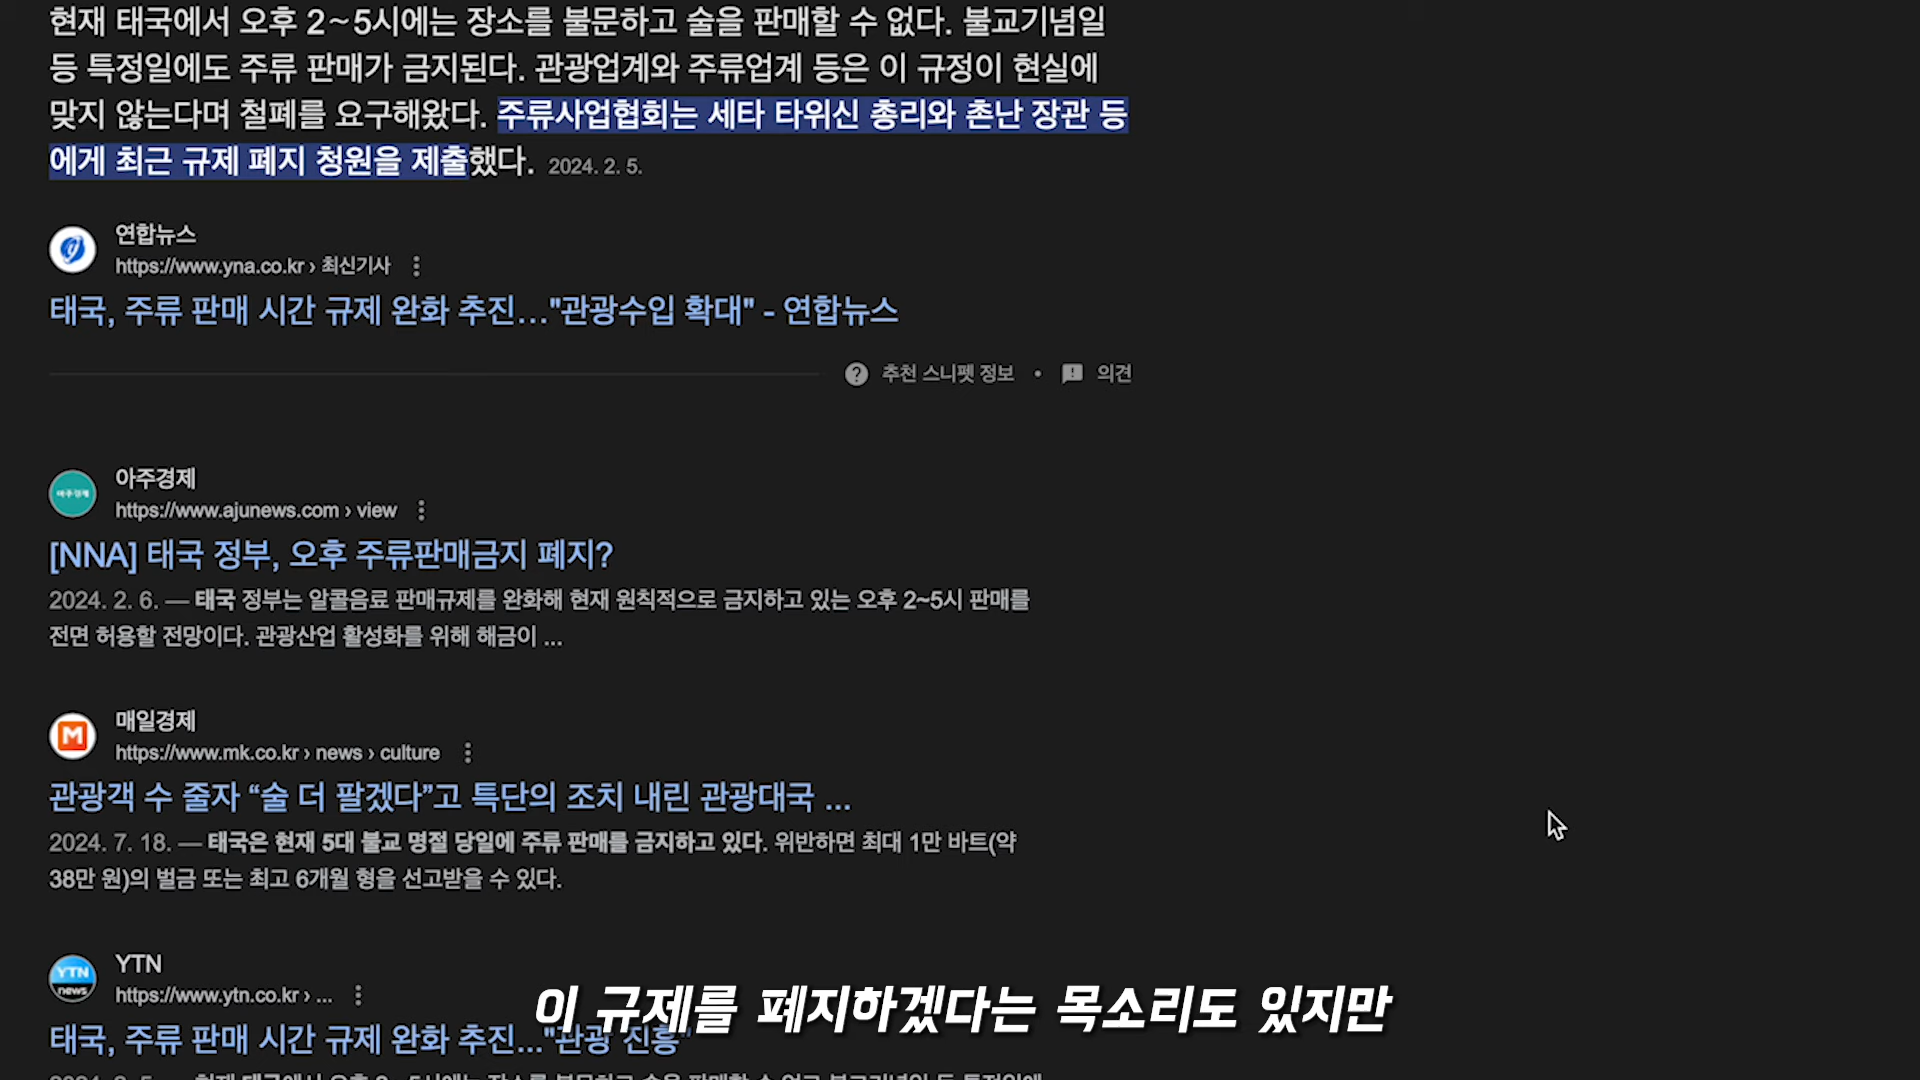 현재 태국에서 오후 2~5시에는 장소를 불문하고 술을 판매할 수 없다. 불교기념일
등 특정일에도 주류 판매가 금지된다. 관광업계와 주류업계 등은 이 규정이 현실에
맞지 않는다며 철폐를 요구해왔다. 주류사업협회는 세타 타위신 총리와 촌난 장관 등
에게 최근 규제 폐지 청원을 제출했다. 2024. 2. 5.
연합뉴스
https://www.yna.co.kr › 최신기사
태국, 주류 판매 시간 규제 완화 추진..."관광수입 확대" - 연합뉴스
추천 스니펫 정보 • 의견
아주경제
아주경제
https://www.ajunews.com › view
[NNA] 태국 정부, 오후 주류판매금지 폐지?
2024. 2. 6. — 태국 정부는 알콜음료 판매규제를 완화해 현재 원칙적으로 금지하고 있는 오후 2~5시 판매를
전면 허용할 전망이다. 관광산업 활성화를 위해 해금이 ...
M
매일경제
https://www.mk.co.kr › news › culture
관광객 수 줄자 “술 더 팔겠다”고 특단의 조치 내린 관광대국 ...
2024. 7. 18. — 태국은 현재 5대 불교 명절 당일에 주류 판매를 금지하고 있다. 위반하면 최대 1만 바트(약
38만 원)의 벌금 또는 최고 6개월 형을 선고받을 수 있다.
YTN
news
YTN
https://www.ytn.co.kr › ...
이 규제를 폐지하겠다는 목소리도 있지만
태국, 주류 판매 시간 규제 완화 추진..."관광 진흥"